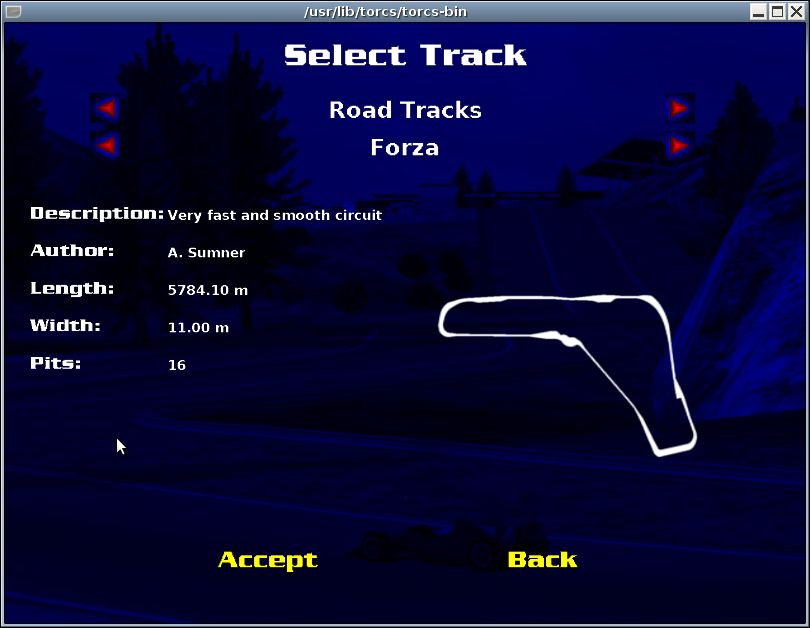 /usr/lib/torcs/torcs-bin
Select Track
Road Tracks
Forza
Description: Very fast and smooth circuit
Author: A. Sumner
Length: 5784.10 m
Width: 11.00 m
Pits: 16
Accept Back